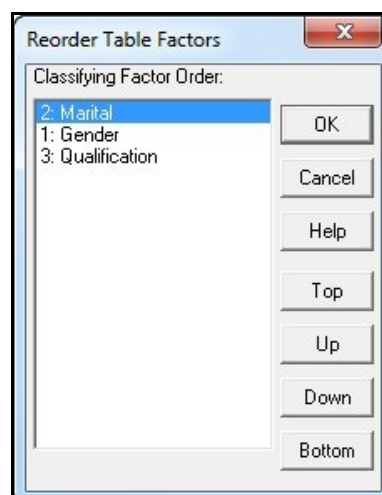 Reorder Table Factors
X
Classifying Factor Order:
2: Marital
1: Gender
3: Qualification
OK
Cancel
Help
Top
Up
Down
Bottom